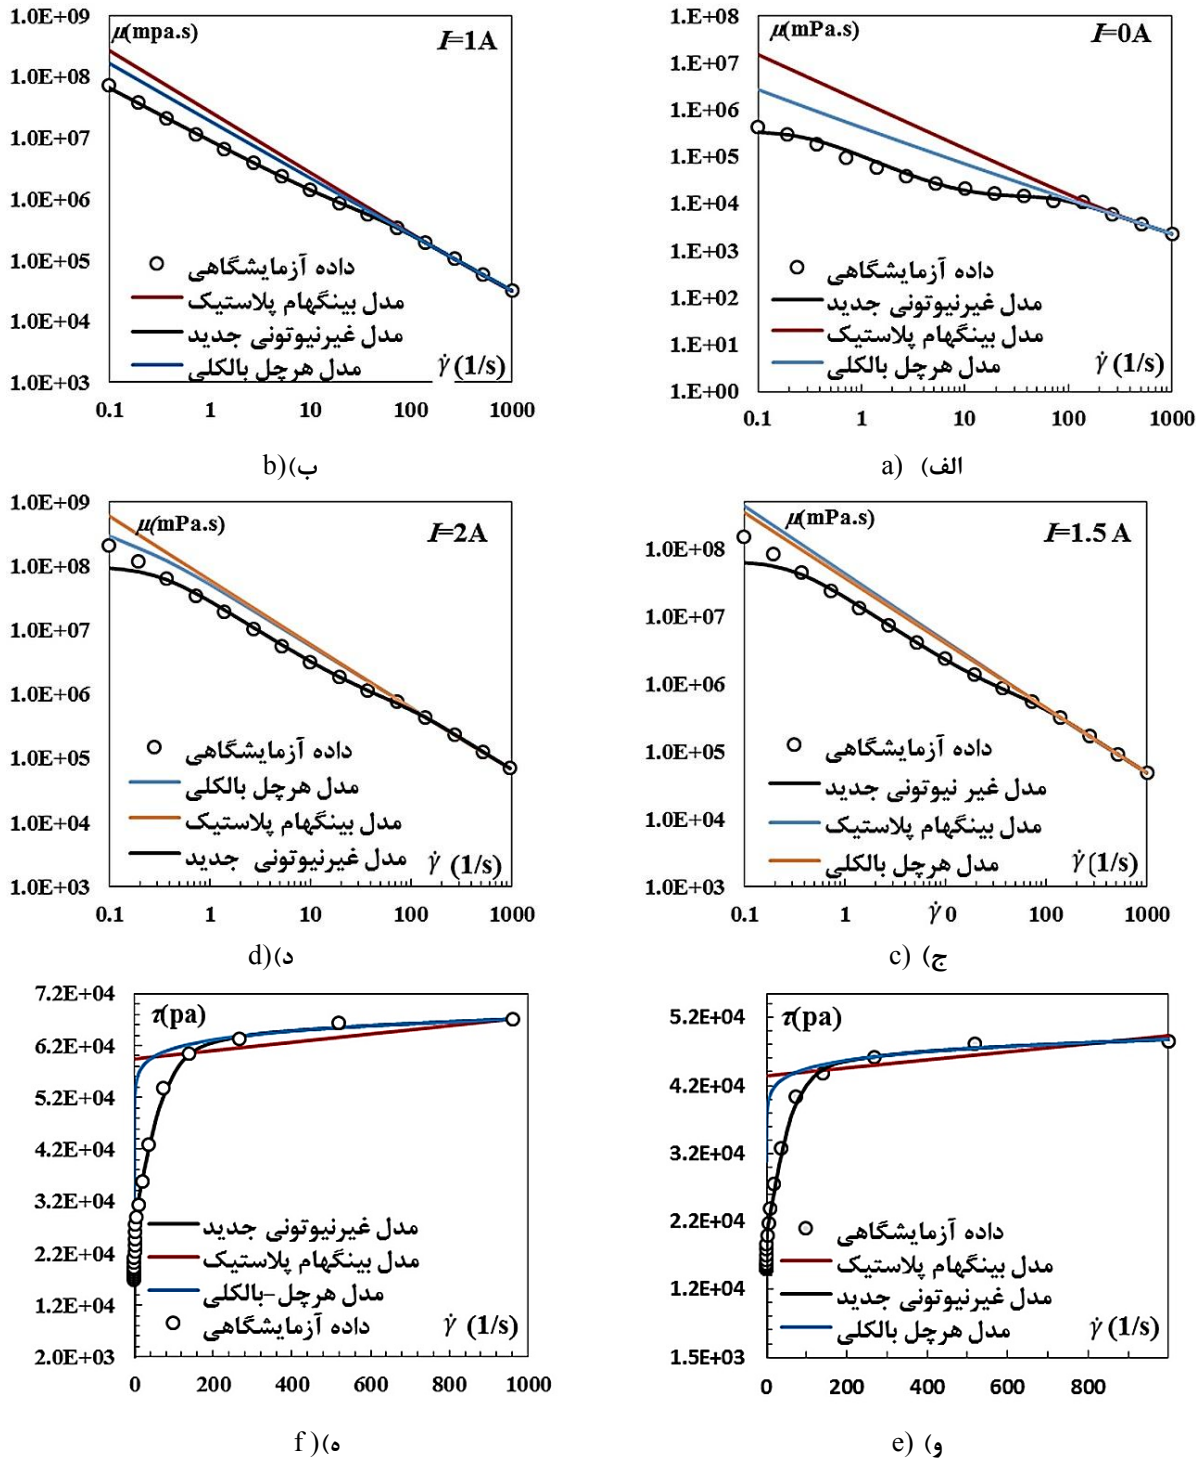 1.0E+09
μ(mpa.s)
I=1A
1.0E+08
1.0E+07
1.0E+06
1.0E+05
1.0E+04
1.0E+03
داده آزمایشگاهی
مدل بینگهام پلاستیک
مدل غیرنیوتونی جدید
مدل هرچل بالکلی
γ̇ (1/s)
0.1 1 10 100 1000
ب)(b
1.E+08
μ(mPa.s)
I=0A
1.E+07
1.E+06
1.E+05
1.E+04
1.E+03
1.E+02
1.E+01
1.E+00
داده آزمایشگاهی
مدل غیرنیوتونی جدید
مدل بینگهام پلاستیک
مدل هرچل بالکلی
γ̇ (1/s)
0.1 1 10 100 1000
الف) (a
1.0E+09
μ(mPa.s)
I=2A
1.0E+08
1.0E+07
1.0E+06
1.0E+05
1.0E+04
1.0E+03
داده آزمایشگاهی
مدل هرچل بالکلی
مدل بینگهام پلاستیک
مدل غیرنیوتونی جدید
γ̇ (1/s)
0.1 1 10 100 1000
د)(d
μ(mPa.s)
I=1.5 A
1.0E+08
1.0E+07
1.0E+06
1.0E+05
1.0E+04
1.0E+03
داده آزمایشگاهی
مدل غیر نیوتونی جدید
مدل بینگهام پلاستیک
مدل هرچل بالکلی
γ̇ (1/s)
0.1 1 γ̇ 0 100 1000
ج) (c
7.2E+04
τ(pa)
6.2E+04
5.2E+04
4.2E+04
3.2E+04
2.2E+04
1.2E+04
2.0E+03
مدل غیرنیوتونی جدید
مدل بینگهام پلاستیک
مدل هرچل-بالکلی
داده آزمایشگاهی
γ̇ (1/s)
0 200 400 600 800 1000
ه)( f
τ(pa)
5.2E+04
4.2E+04
3.2E+04
2.2E+04
1.2E+04
1.5E+03
داده آزمایشگاهی
مدل بینگهام پلاستیک
مدل غیرنیوتونی جدید
مدل هرچل بالکلی
γ̇ (1/s)
0 200 400 600 800
و) (e